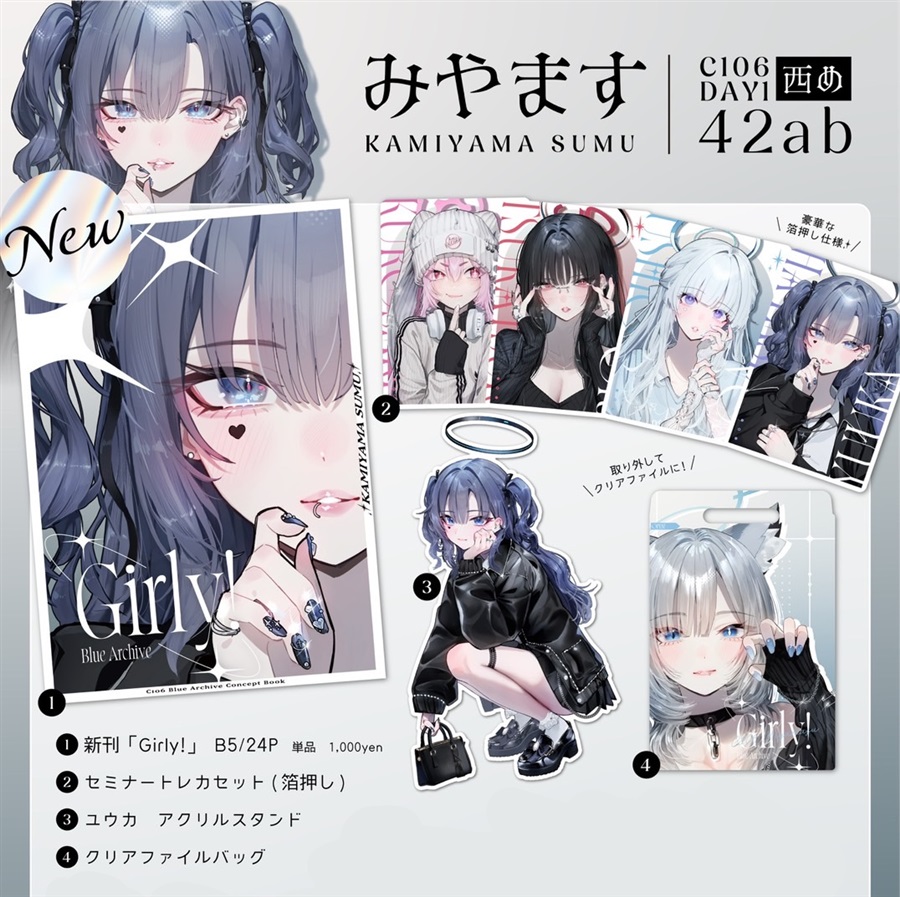 みやます
KAMIYAMA SUMU
C106
DAY1
西め
42ab
New
豪華な
箔押し仕様
KAMIYAMA SUMU
2
取り外して
クリアファイルに!
3
Girly!
Blue Archive
C106 Blue Archive Concept Book
1
Girly!
4
1 新刊「Girly!」 B5/24P 単品 1,000yen
2 セミナートレカセット(箔押し)
3 ユウカ アクリルスタンド
4 クリアファイルバッグ